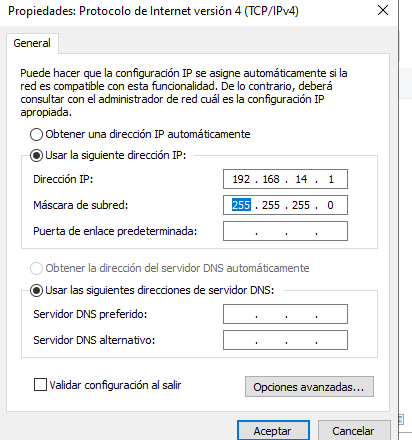 Propiedades: Protocolo de Internet versión 4 (TCP/IPv4)
General
Puede hacer que la configuración IP se asigne automáticamente si la
red es compatible con esta funcionalidad. De lo contrario, deberá
consultar con el administrador de red cuál es la configuración IP
apropiada.
Obtener una dirección IP automáticamente
Usar la siguiente dirección IP:
Dirección IP: 192 . 168 . 14 . 1
Máscara de subred: 255 . 255 . 255 . 0
Puerta de enlace predeterminada: . . .
Obtener la dirección del servidor DNS automáticamente
Usar las siguientes direcciones de servidor DNS:
Servidor DNS preferido: . . .
Servidor DNS alternativo: . . .
Validar configuración al salir
Opciones avanzadas...
Aceptar Cancelar